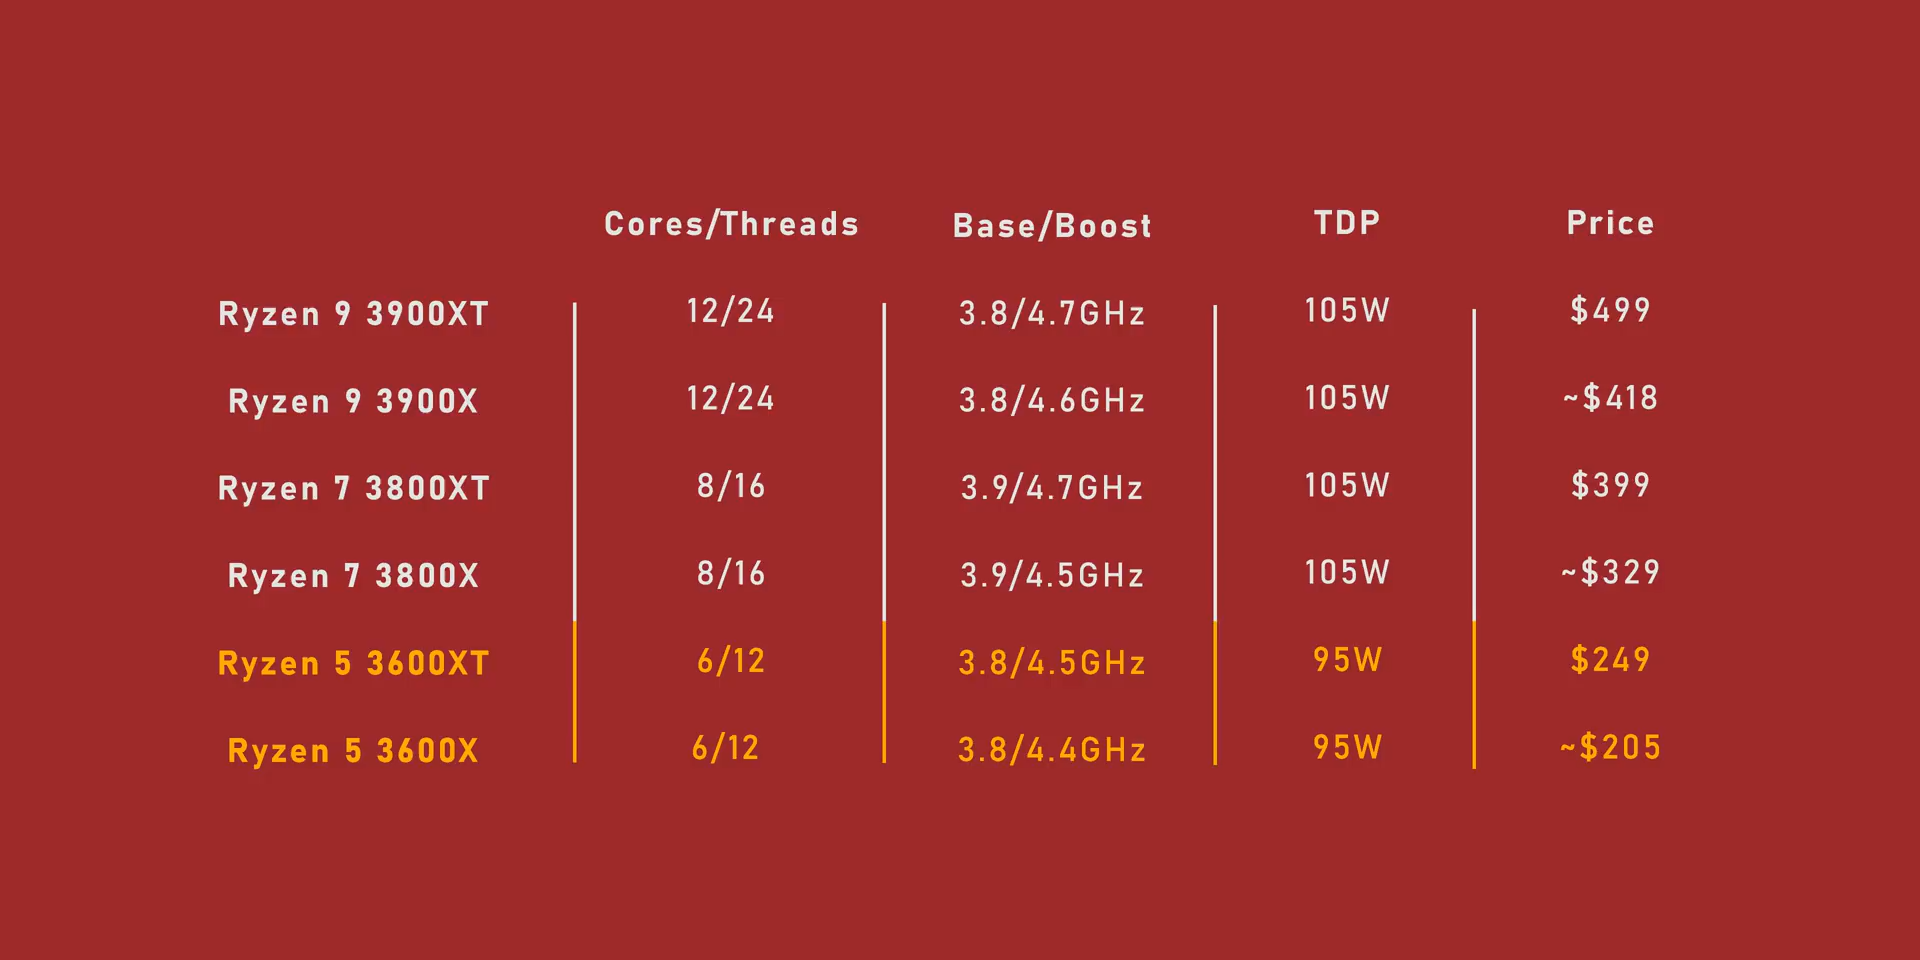 Cores/Threads Base/Boost TDP Price
Ryzen 9 3900XT 12/24 3.8/4.7GHz 105W $499
Ryzen 9 3900X 12/24 3.8/4.6GHz 105W ~$418
Ryzen 7 3800XT 8/16 3.9/4.7GHz 105W $399
Ryzen 7 3800X 8/16 3.9/4.5GHz 105W ~$329
Ryzen 5 3600XT 6/12 3.8/4.5GHz 95W $249
Ryzen 5 3600X 6/12 3.8/4.4GHz 95W ~$205